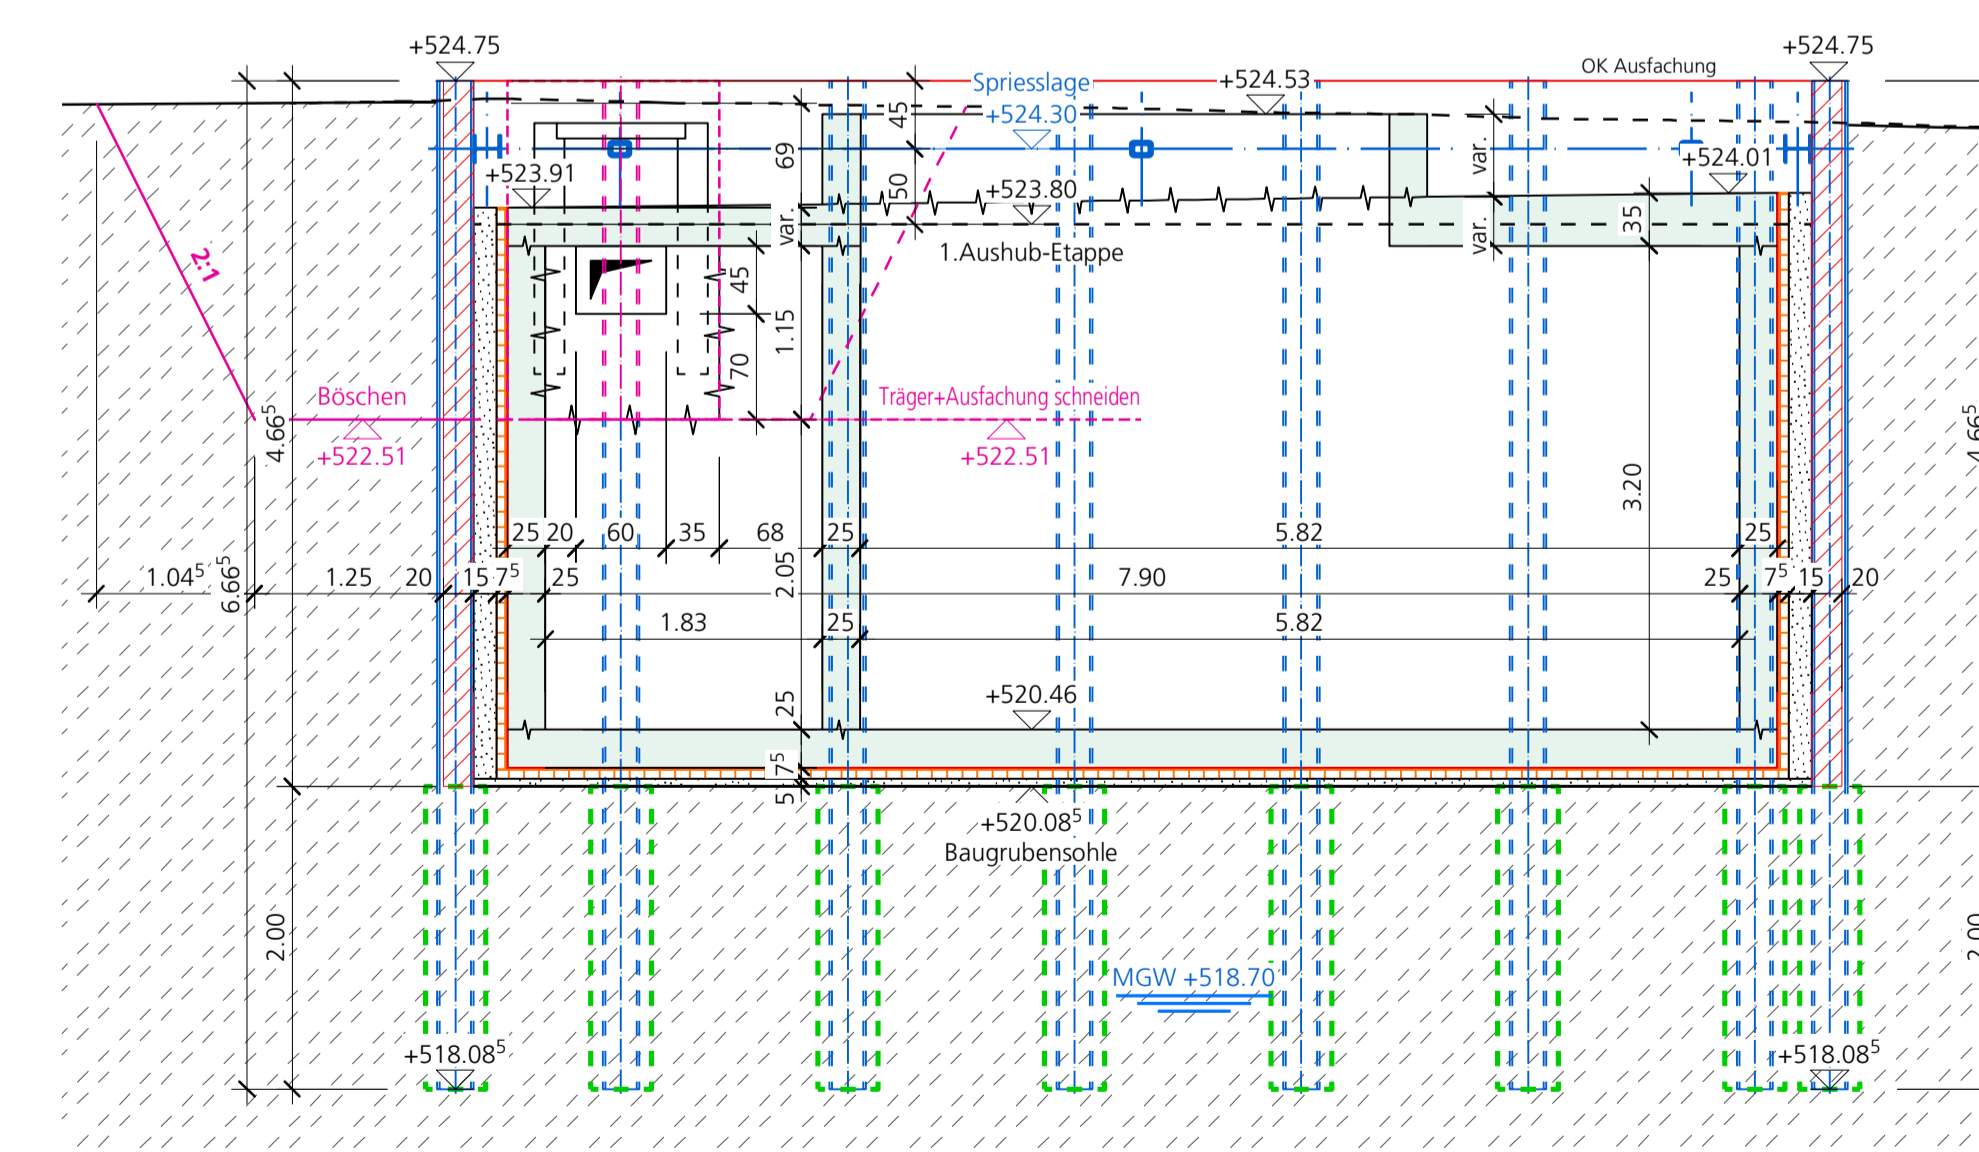 +524.75
+524.75
OK Ausfachung
Spriesslage
+524.30
+524.53
45
69
50
var.
+524.01
+523.91
+523.80
var.
var.
35
1.Aushub-Etappe
2:1
45
1.15
70
Böschen
+522.51
Träger+Ausfachung schneiden
+522.51
4.66⁵
4.66⁵
3.20
25 20 60 35 68 25 5.82 25
1.04⁵ 6.66⁵ 1.25 20 15 7⁵ 25 2.05 7.90 25 7⁵ 15 20
1.83 25 5.82
25
+520.46
7⁵
5
+520.08⁵
Baugrubensohle
2.00
2.00
MGW +518.70
+518.08⁵
+518.08⁵